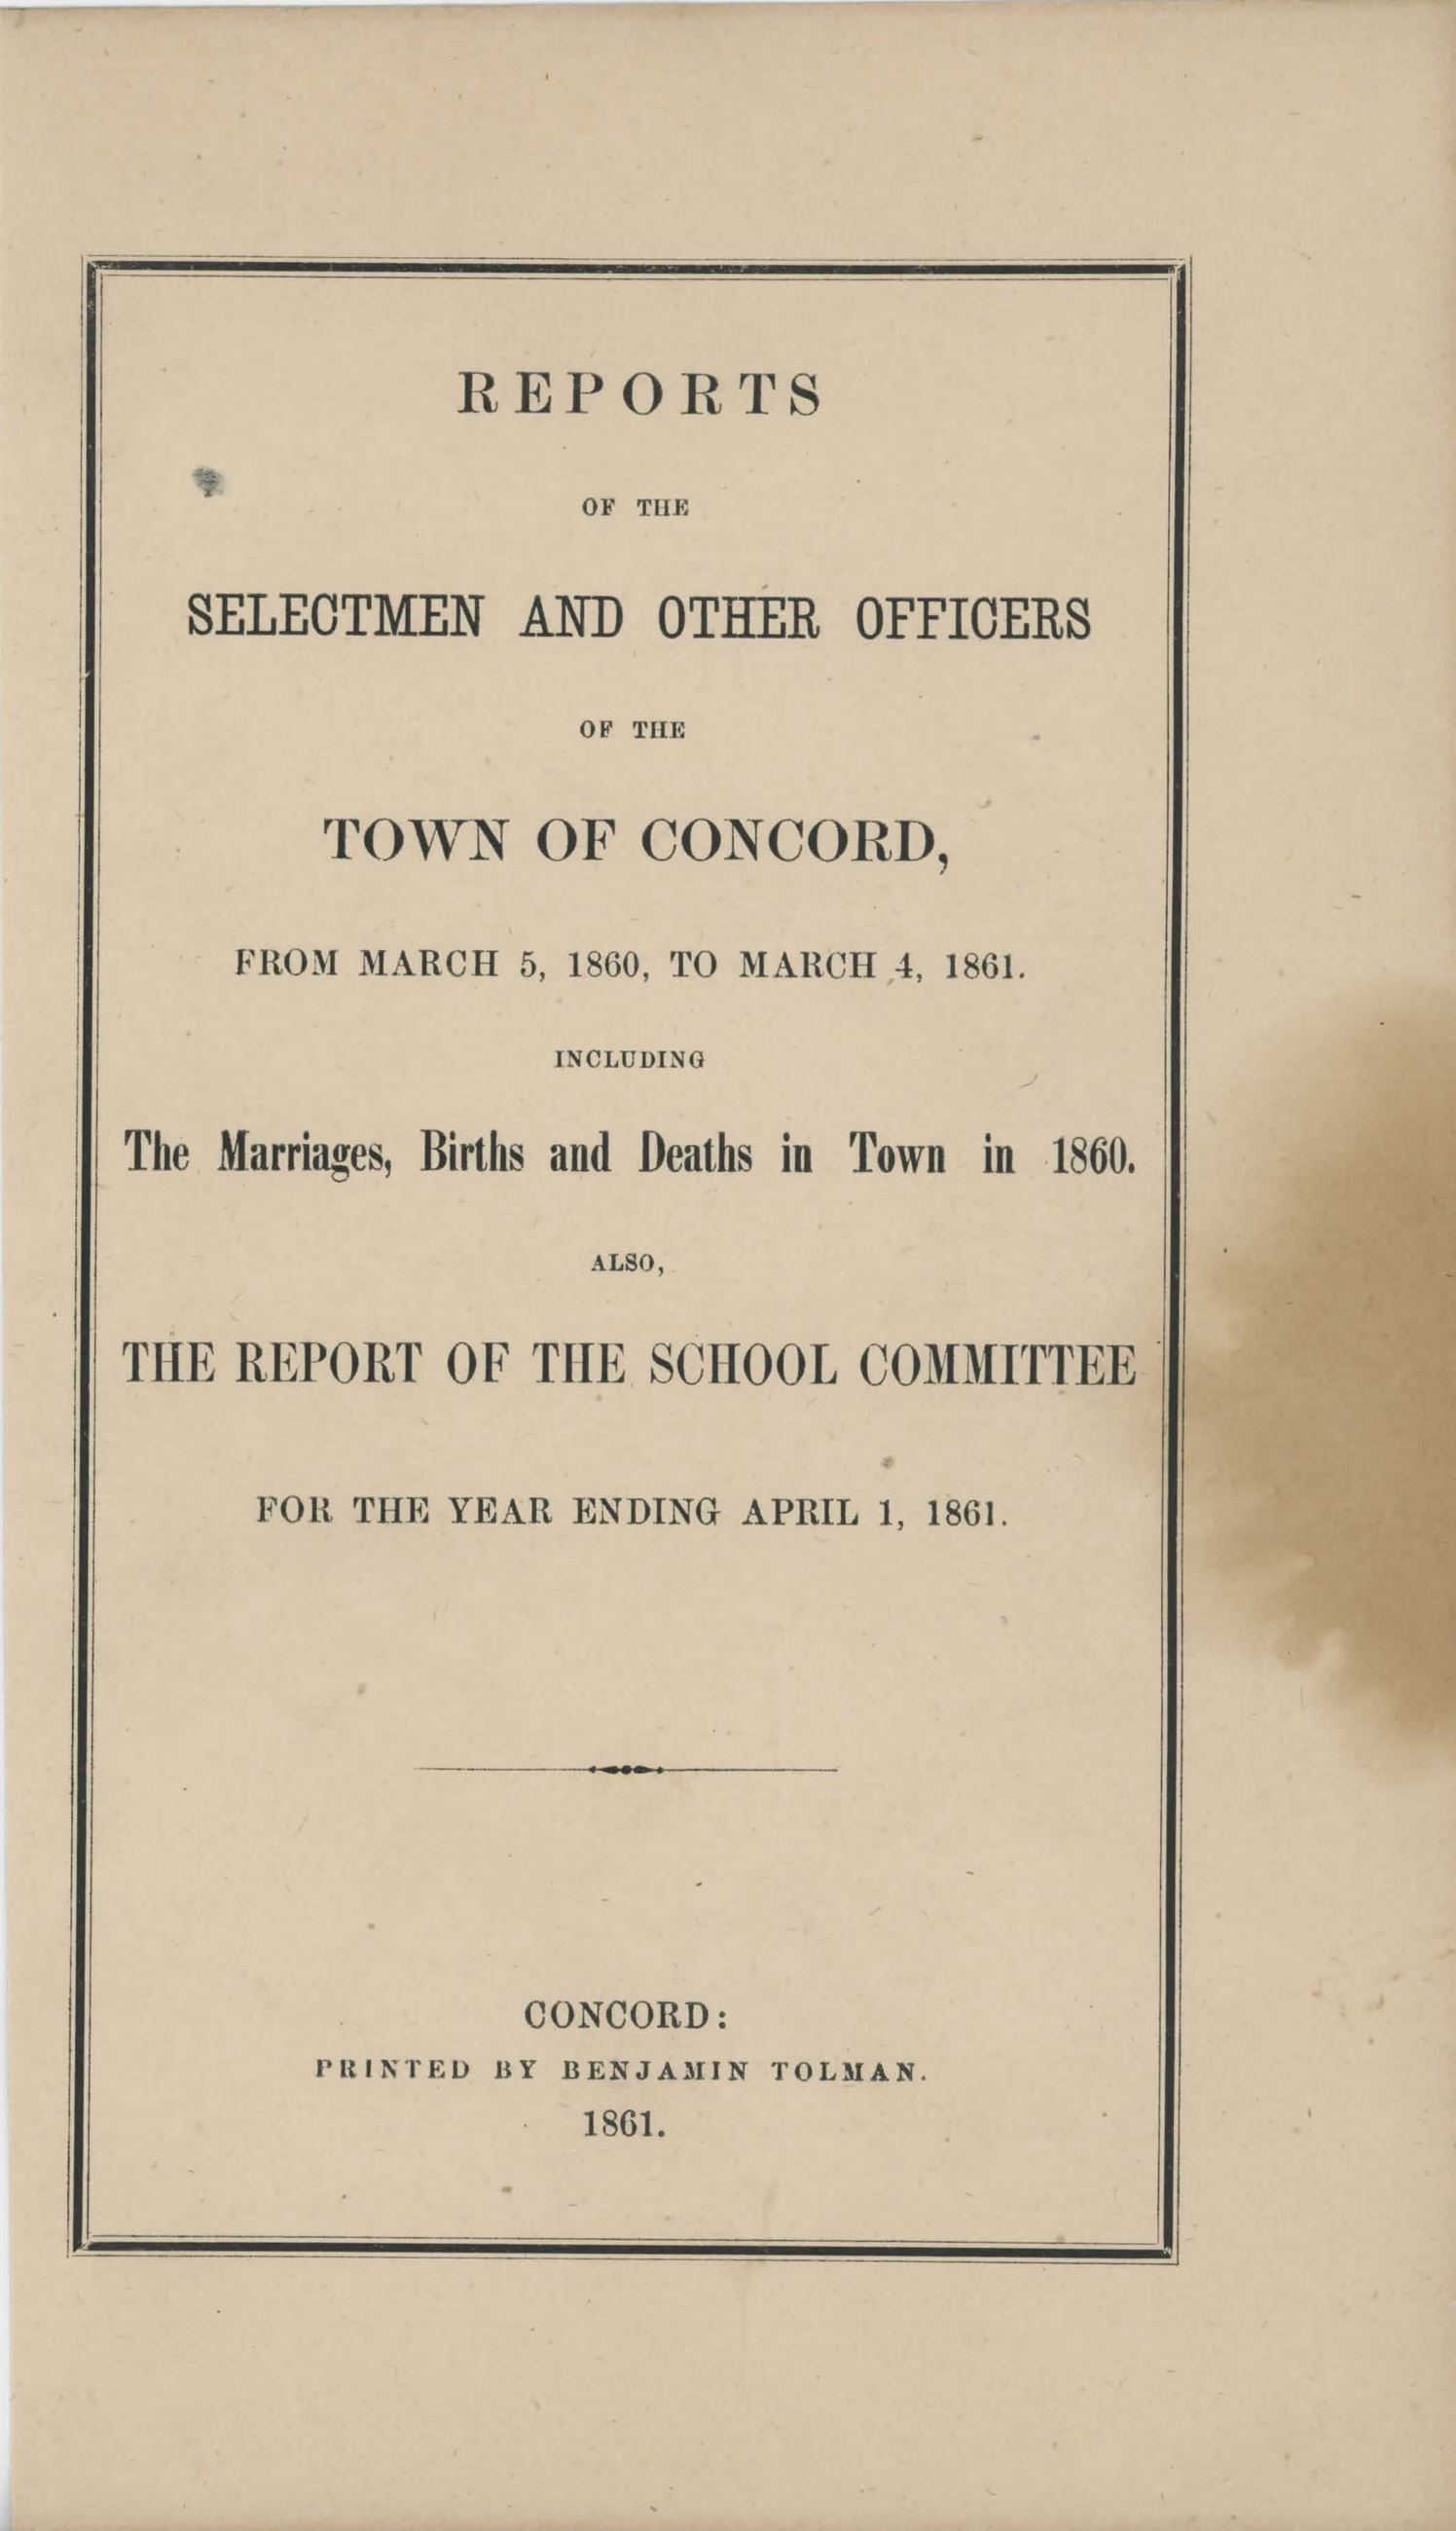 REPORTS
OF THE
SELECTMEN AND OTHER OFFICERS
OF THE
TOWN OF CONCORD,
FROM MARCH 5, 1860, TO MARCH 4, 1861.
INCLUDING
The Marriages, Births and Deaths in Town in 1860.
ALSO,
THE REPORT OF THE SCHOOL COMMITTEE
FOR THE YEAR ENDING APRIL 1, 1861.
CONCORD:
PRINTED BY BENJAMIN TOLMAN.
1861.